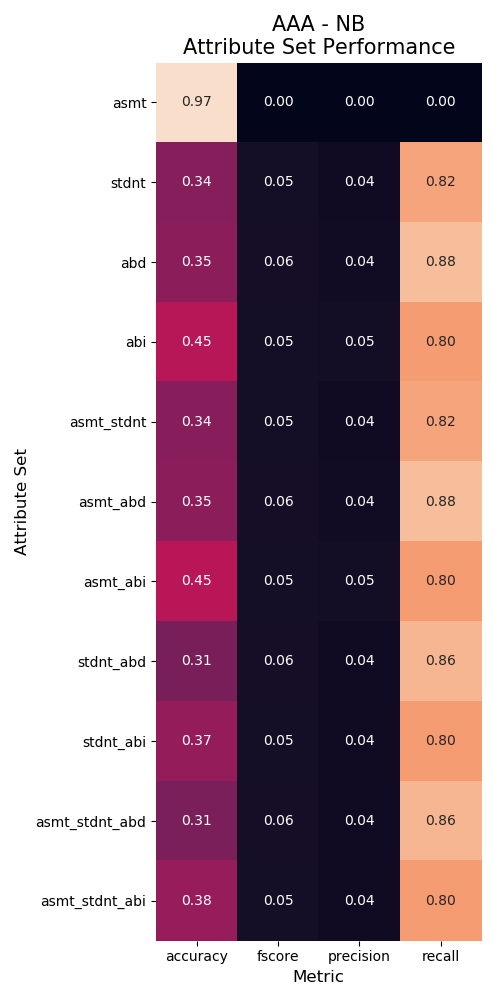 AAA - NB
Attribute Set Performance
asmt 0.97 0.00 0.00 0.00
stdnt 0.34 0.05 0.04 0.82
abd 0.35 0.06 0.04 0.88
abi 0.45 0.05 0.05 0.80
asmt_stdnt 0.34 0.05 0.04 0.82
asmt_abd 0.35 0.06 0.04 0.88
asmt_abi 0.45 0.05 0.05 0.80
stdnt_abd 0.31 0.06 0.04 0.86
stdnt_abi 0.37 0.05 0.04 0.80
asmt_stdnt_abd 0.31 0.06 0.04 0.86
asmt_stdnt_abi 0.38 0.05 0.04 0.80
accuracy fscore precision recall
Metric
Attribute Set